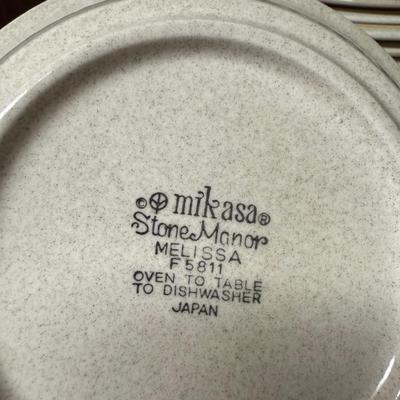 © mikasa®
Stone Manor
MELISSA
F 5811
OVEN TO TABLE
TO DISHWASHER
JAPAN